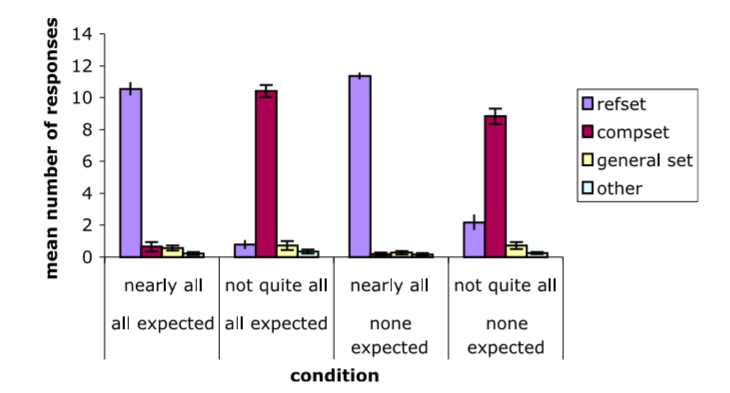 mean number of responses
14
12
10
8
6
4
2
0
nearly all
not quite all
nearly all
not quite all
all expected
all expected
none
expected
none
expected
condition
refset
compset
general set
other